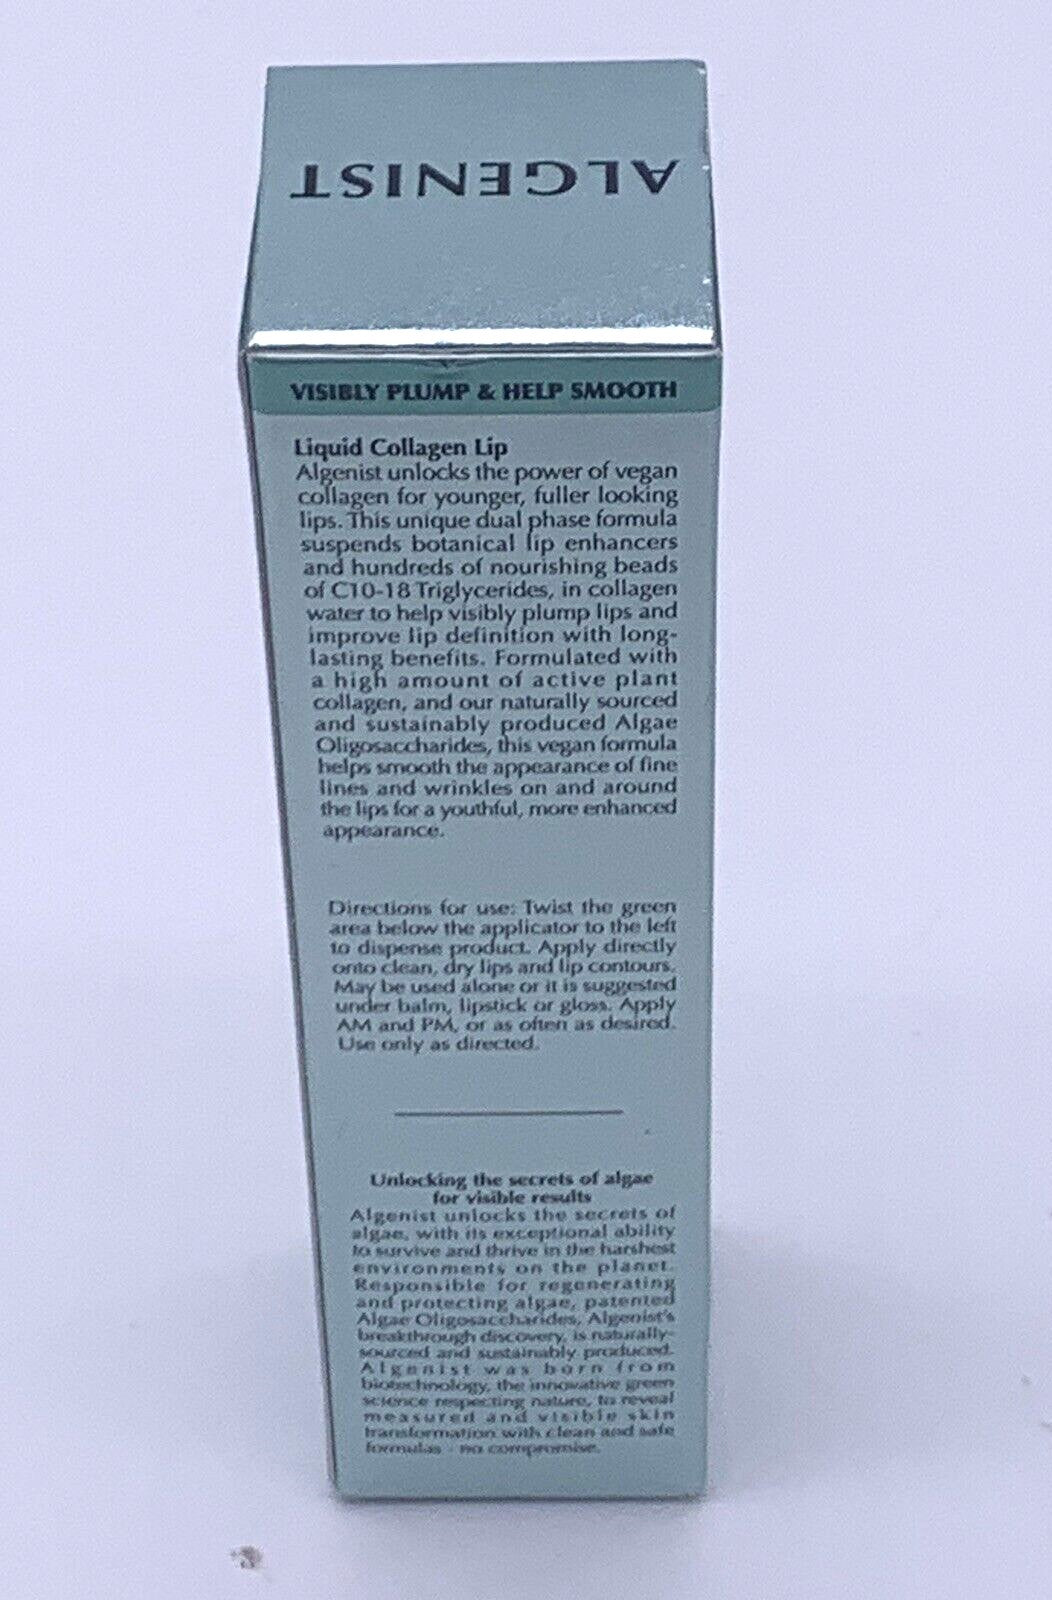 ALGENIST
VISIBLY PLUMP & HELP SMOOTH
Liquid Collagen Lip
Algenist unlocks the power of vegan
collagen for younger, fuller looking
lips. This unique dual phase formula
suspends botanical lip enhancers
and hundreds of nourishing beads
of C10-18 Triglycerides, in collagen
water to help visibly plump lips and
improve lip definition with long-
lasting benefits. Formulated with
a high amount of active plant
collagen, and our naturally sourced
and sustainably produced Algae
Oligosaccharides, this vegan formula
helps smooth the appearance of fine
lines and wrinkles on and around
the lips for a youthful, more enhanced
appearance.
Directions for use: Twist the green
area below the applicator to the left
to dispense product. Apply directly
onto clean, dry lips and lip contours.
May be used alone or it is suggested
under balm, lipstick or gloss. Apply
AM and PM, or as often as desired.
Use only as directed.
Unlocking the secrets of algae
for visible results
Algenist unlocks the secrets of
algae, with its exceptional ability
to survive and thrive in the harshest
environments on the planet.
Responsible for regenerating
and protecting algae, patented
Algae Oligosaccharides, Algenist's
breakthrough discovery, is naturally-
sourced and sustainably produced.
Algenist was born from
biotechnology, the innovative green
science respecting nature, to reveal
measured and visible skin
transformation with clean and safe
formulas - no compromise.